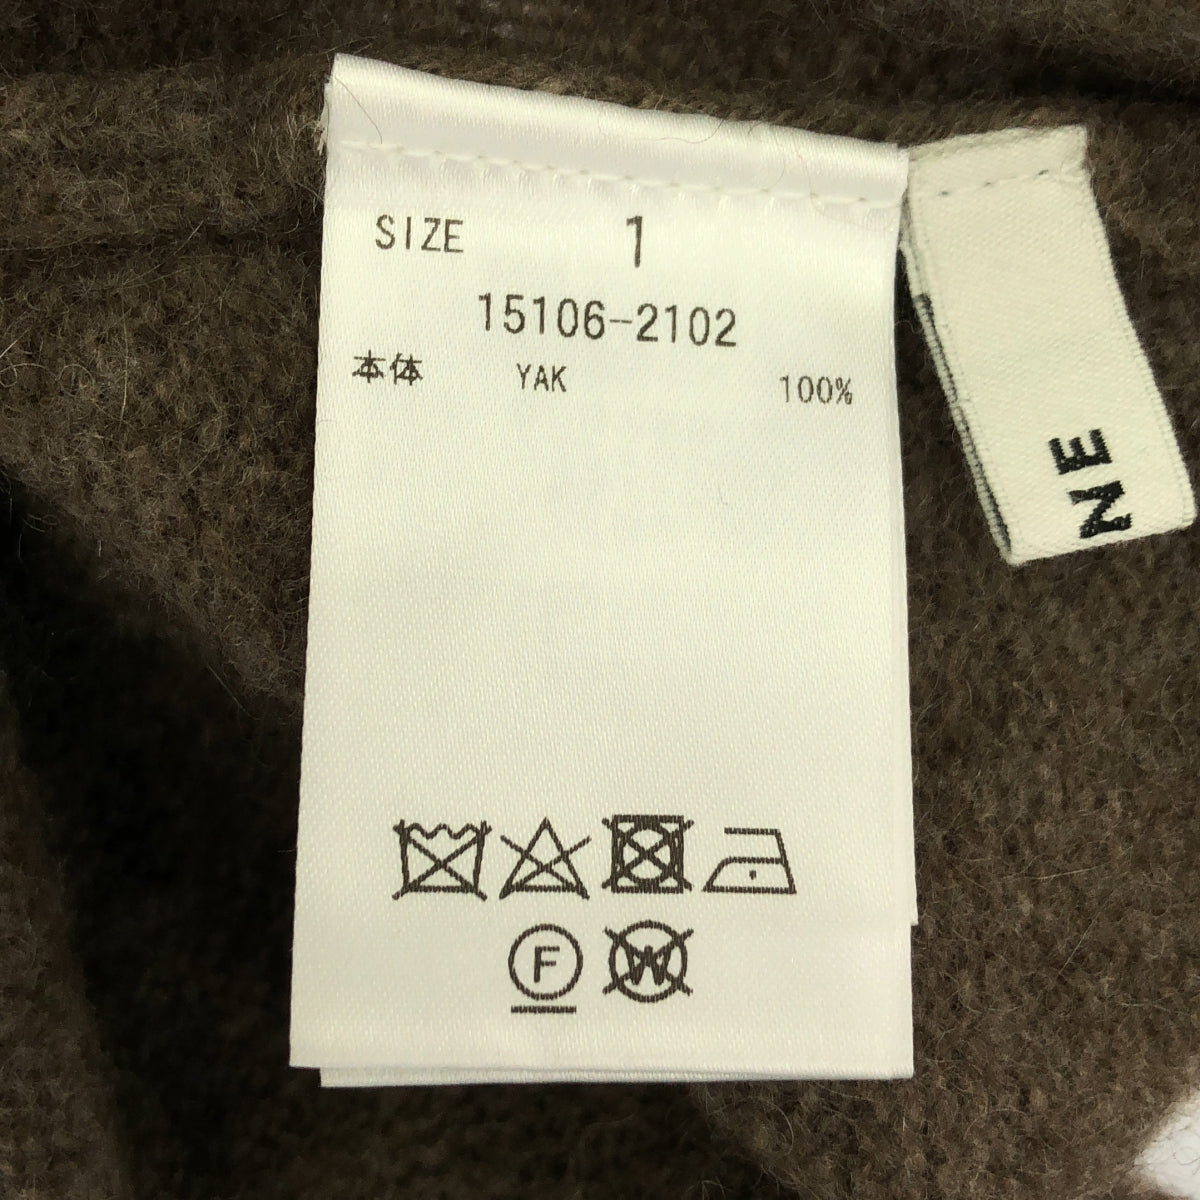 SIZE 1
15106-2102
本体 YAK 100%
F W
NE